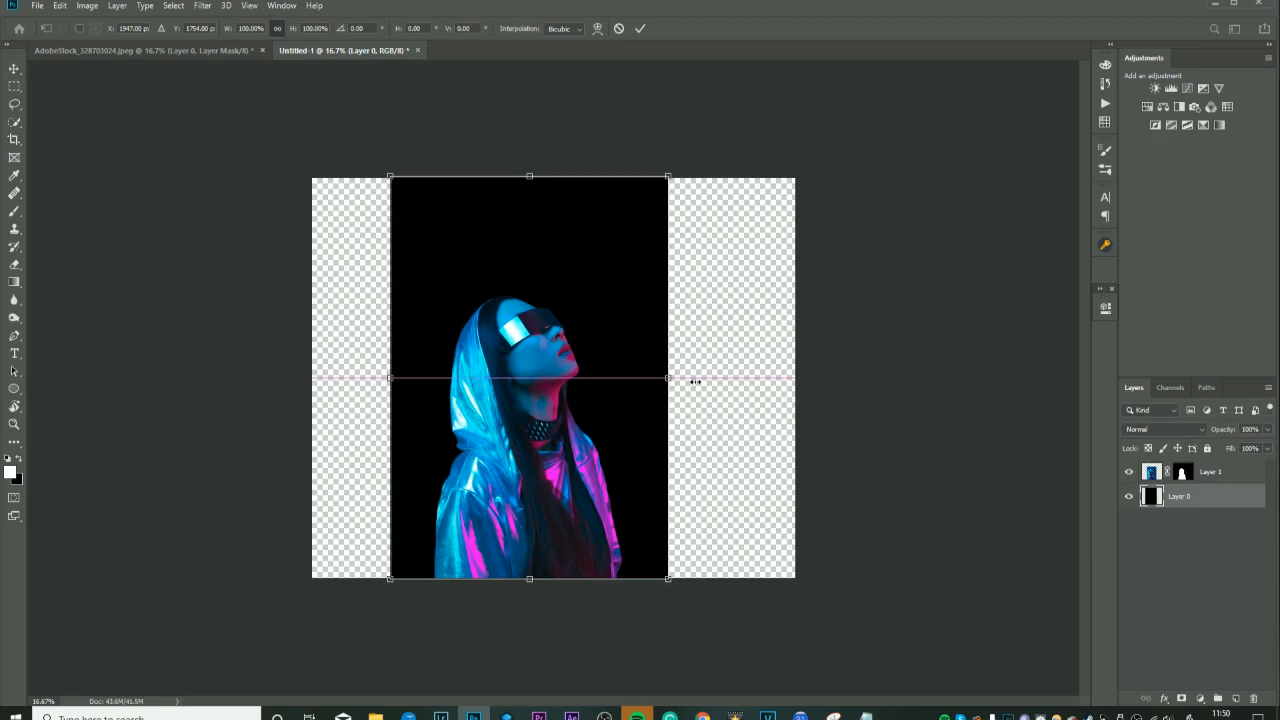 File Edit Image Layer Type Select Filter 3D View Window Help
X: 1947.00 px Y: 1754.00 px W: 100.00% H: 100.00% 0.00 ° H: 0.00 ° V: 0.00 ° Interpolation: Bicubic
AdobeStock_328703024.jpeg @ 16.7% (Layer 0, Layer Mask/8) * × Untitled-1 @ 16.7% (Layer 0, RGB/8) * ×
Adjustments
Add an adjustment
Layers Channels Paths
Kind
Normal Opacity: 100%
Lock: Fill: 100%
Layer 1
Layer 0
16.67% Doc: 43.6M/41.5M
11:50
Type here to search